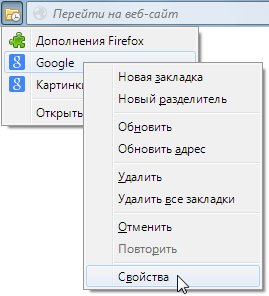 Перейти на веб-сайт
Дополнения Firefox
Google
Картинки
Открыть
Новая закладка
Новый разделитель
Обновить
Обновить адрес
Удалить
Удалить все закладки
Отменить
Повторить
Свойства